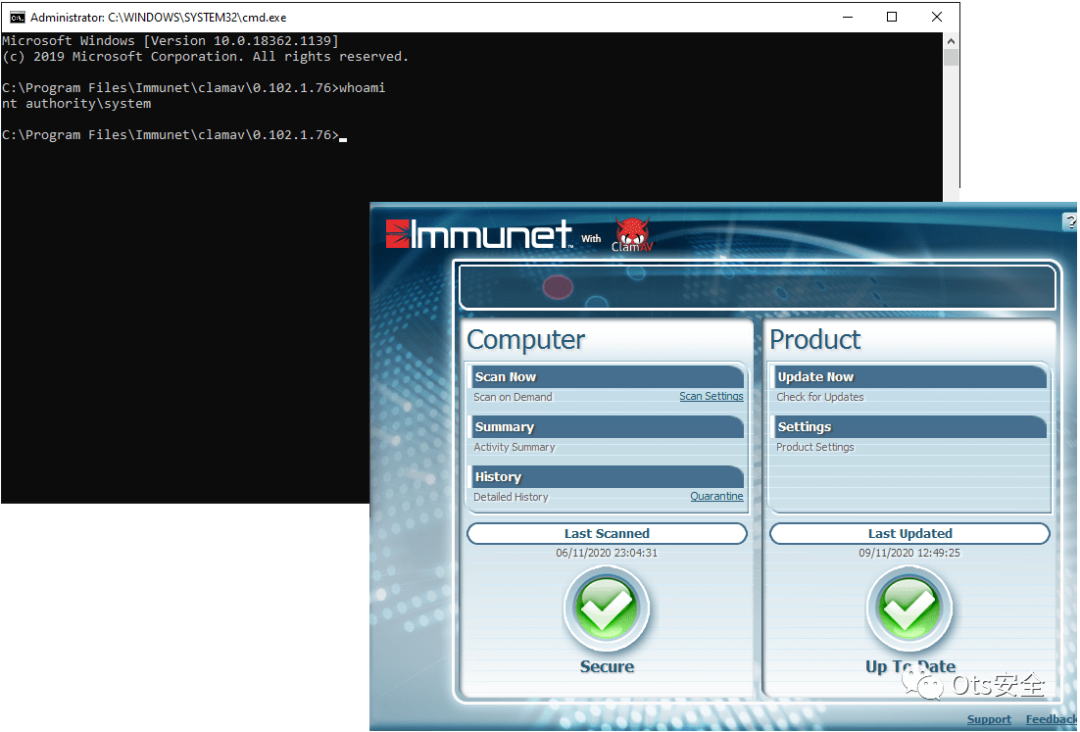 Administrator: C:\WINDOWS\SYSTEM32\cmd.exe
Microsoft Windows [Version 10.0.18362.1139]
(c) 2019 Microsoft Corporation. All rights reserved.
C:\Program Files\Immunet\clamav\0.102.1.76>whoami
nt authority\system
C:\Program Files\Immunet\clamav\0.102.1.76>
Immunet™ With ClamAV
?
Computer
Scan Now
Scan on Demand Scan Settings
Summary
Activity Summary
History
Detailed History Quarantine
Last Scanned
06/11/2020 23:04:31
Secure
Product
Update Now
Check for Updates
Settings
Product Settings
Last Updated
09/11/2020 12:49:25
Up To Date
Ots安全
Support Feedback